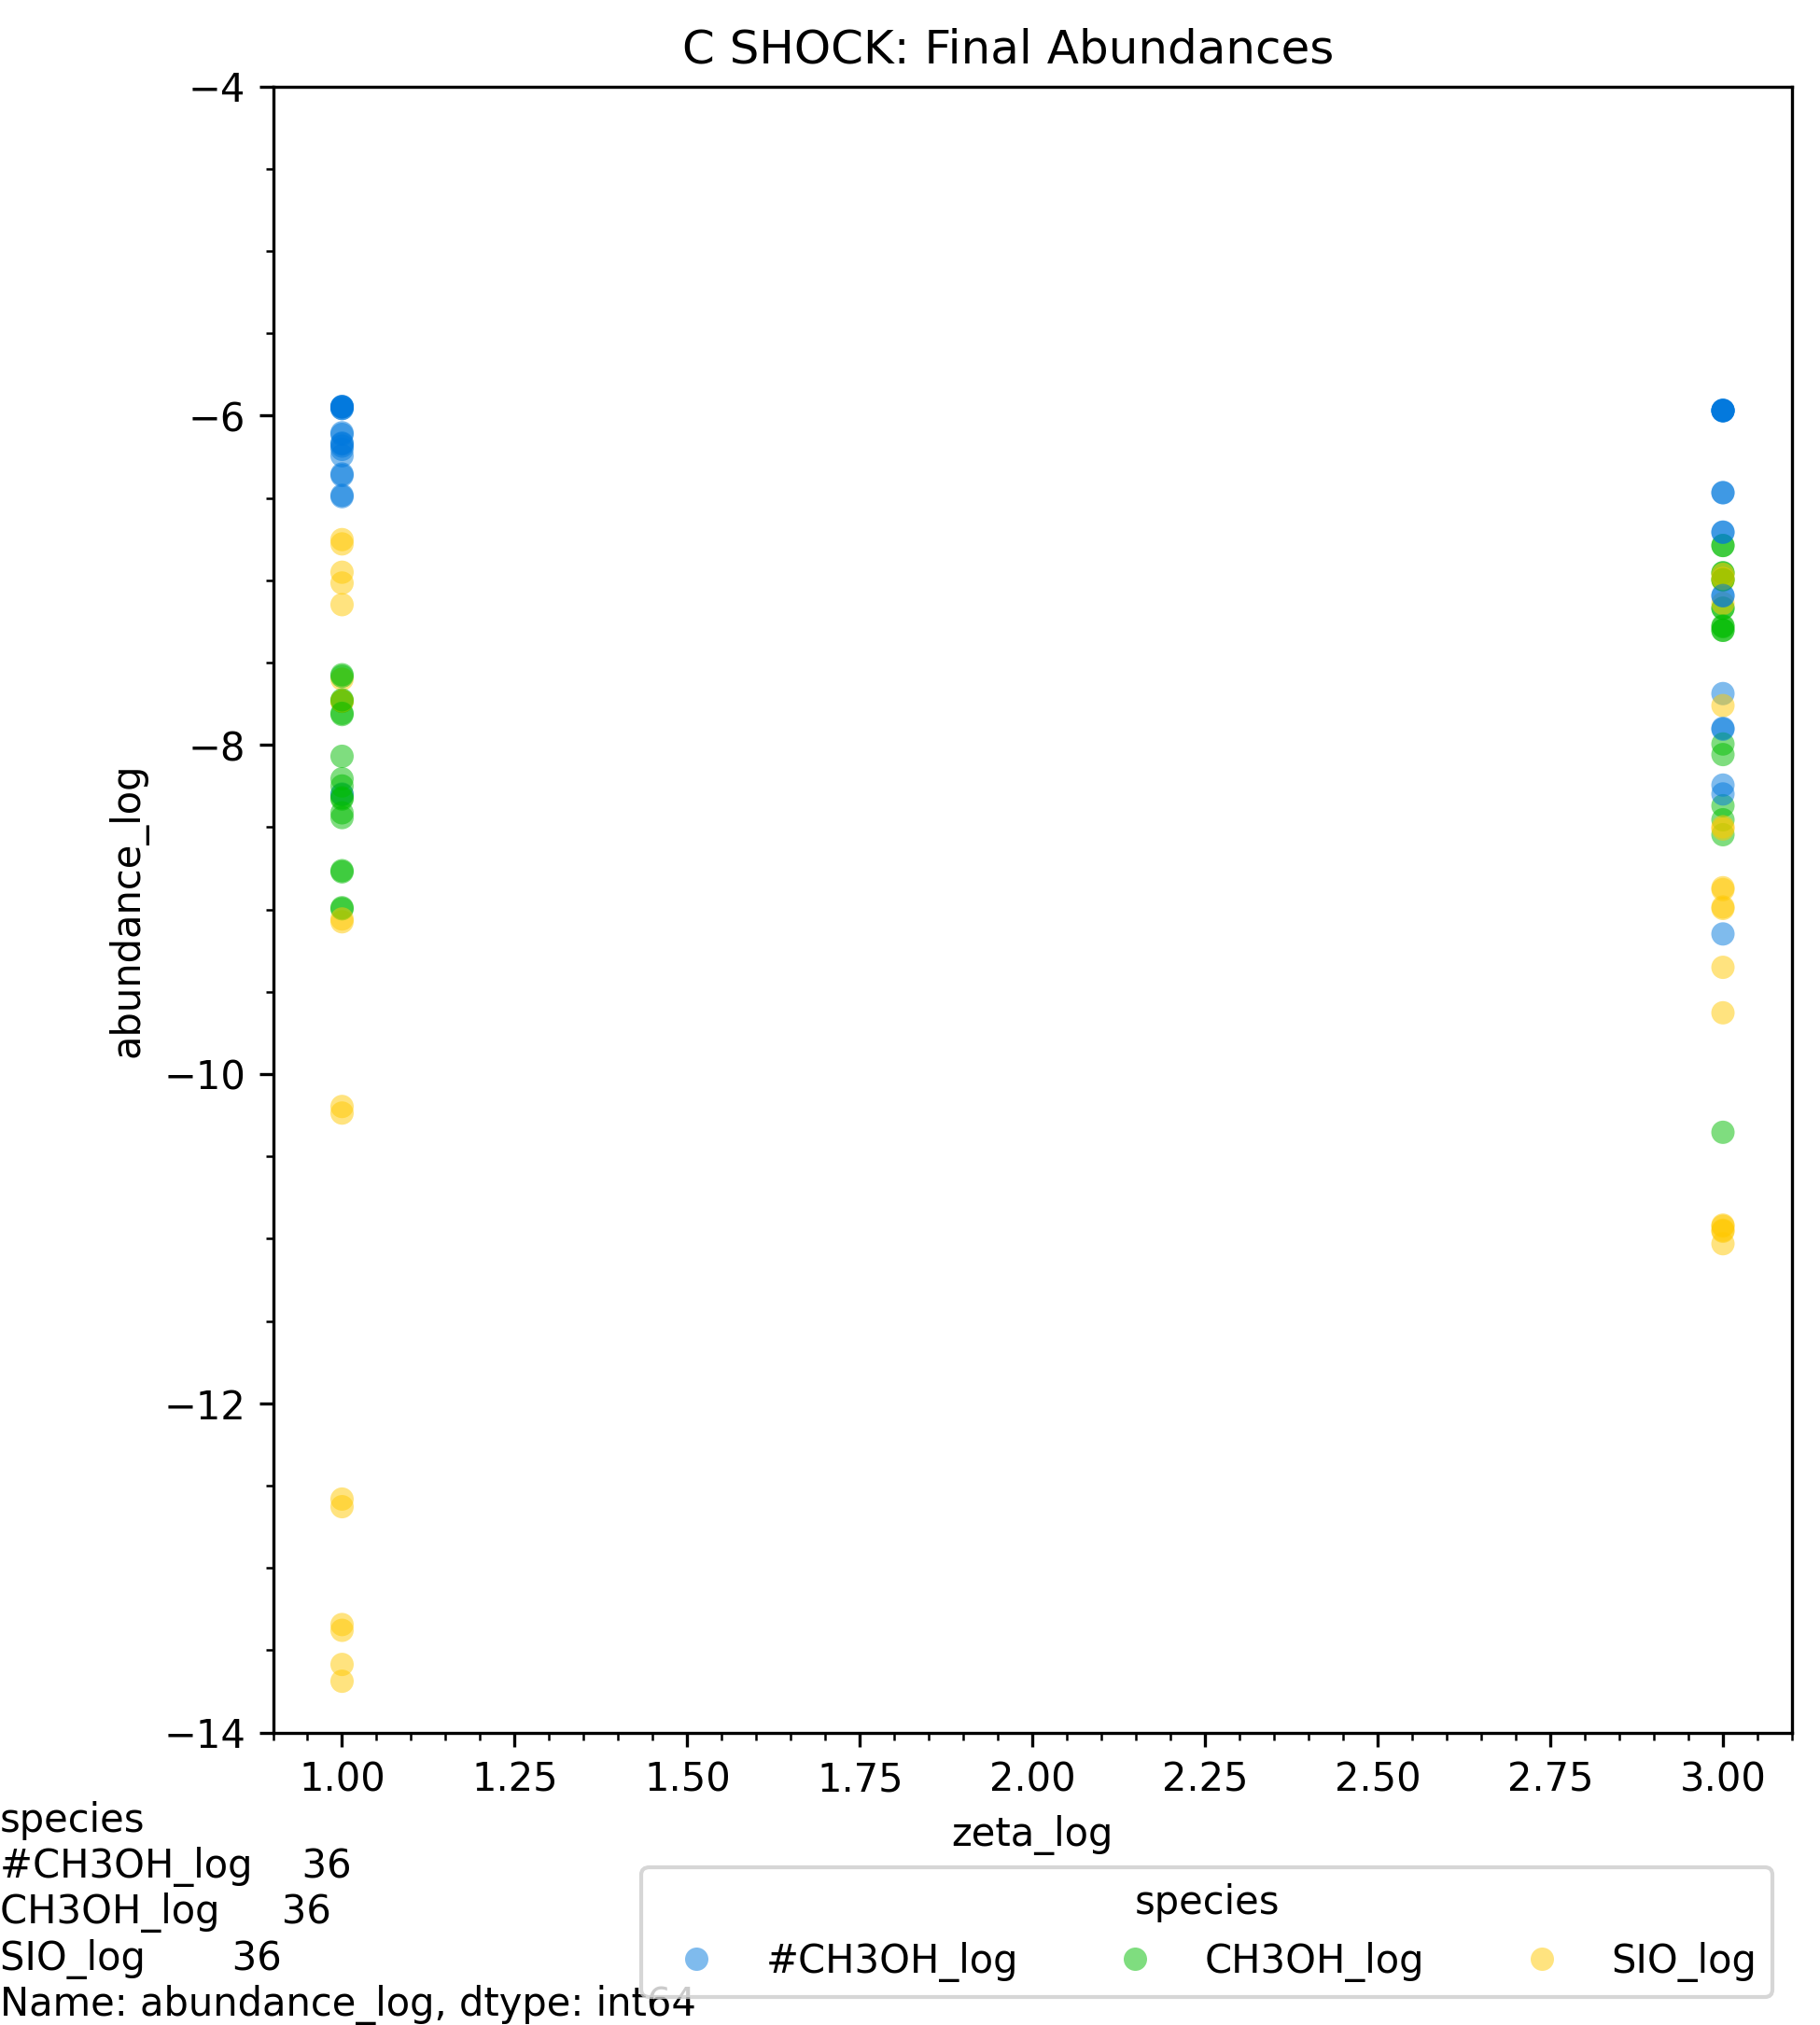 C SHOCK: Final Abundances
−4
−6
−8
−10
−12
−14
abundance_log
1.00 1.25 1.50 1.75 2.00 2.25 2.50 2.75 3.00
zeta_log
species
#CH3OH_log 36
CH3OH_log 36
SIO_log 36
Name: abundance_log, dtype: int64
species
#CH3OH_log CH3OH_log SIO_log